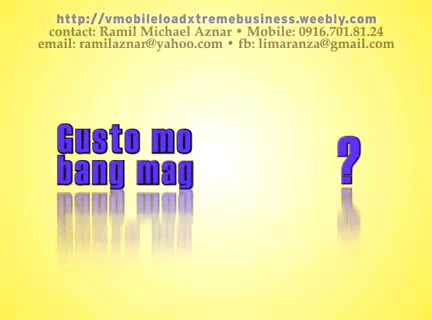 http://vmobileloadxtremebusiness.weebly.com
contact: Ramil Michael Aznar • Mobile: 0916.701.81.24
email: ramilaznar@yahoo.com • fb: limaranza@gmail.com
Gusto mo
bang mag ?